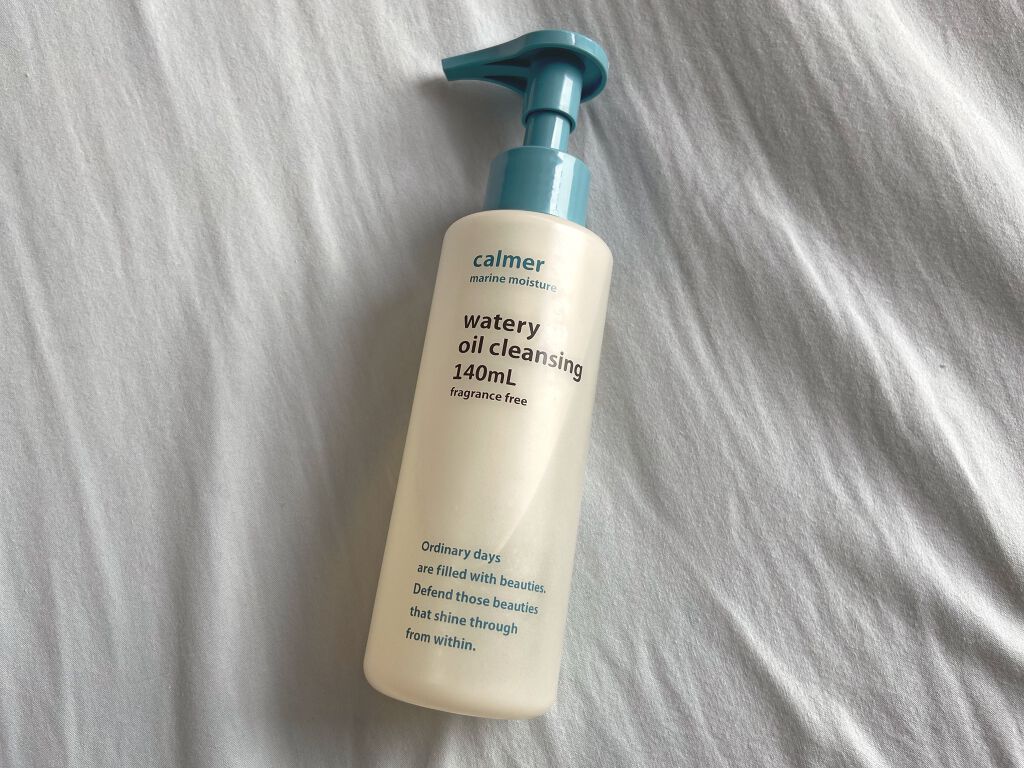 calmer
marine moisture
watery
oil cleansing
140mL
fragrance free
Ordinary days
are filled with beauties.
Defend those beauties
that shine through
from within.